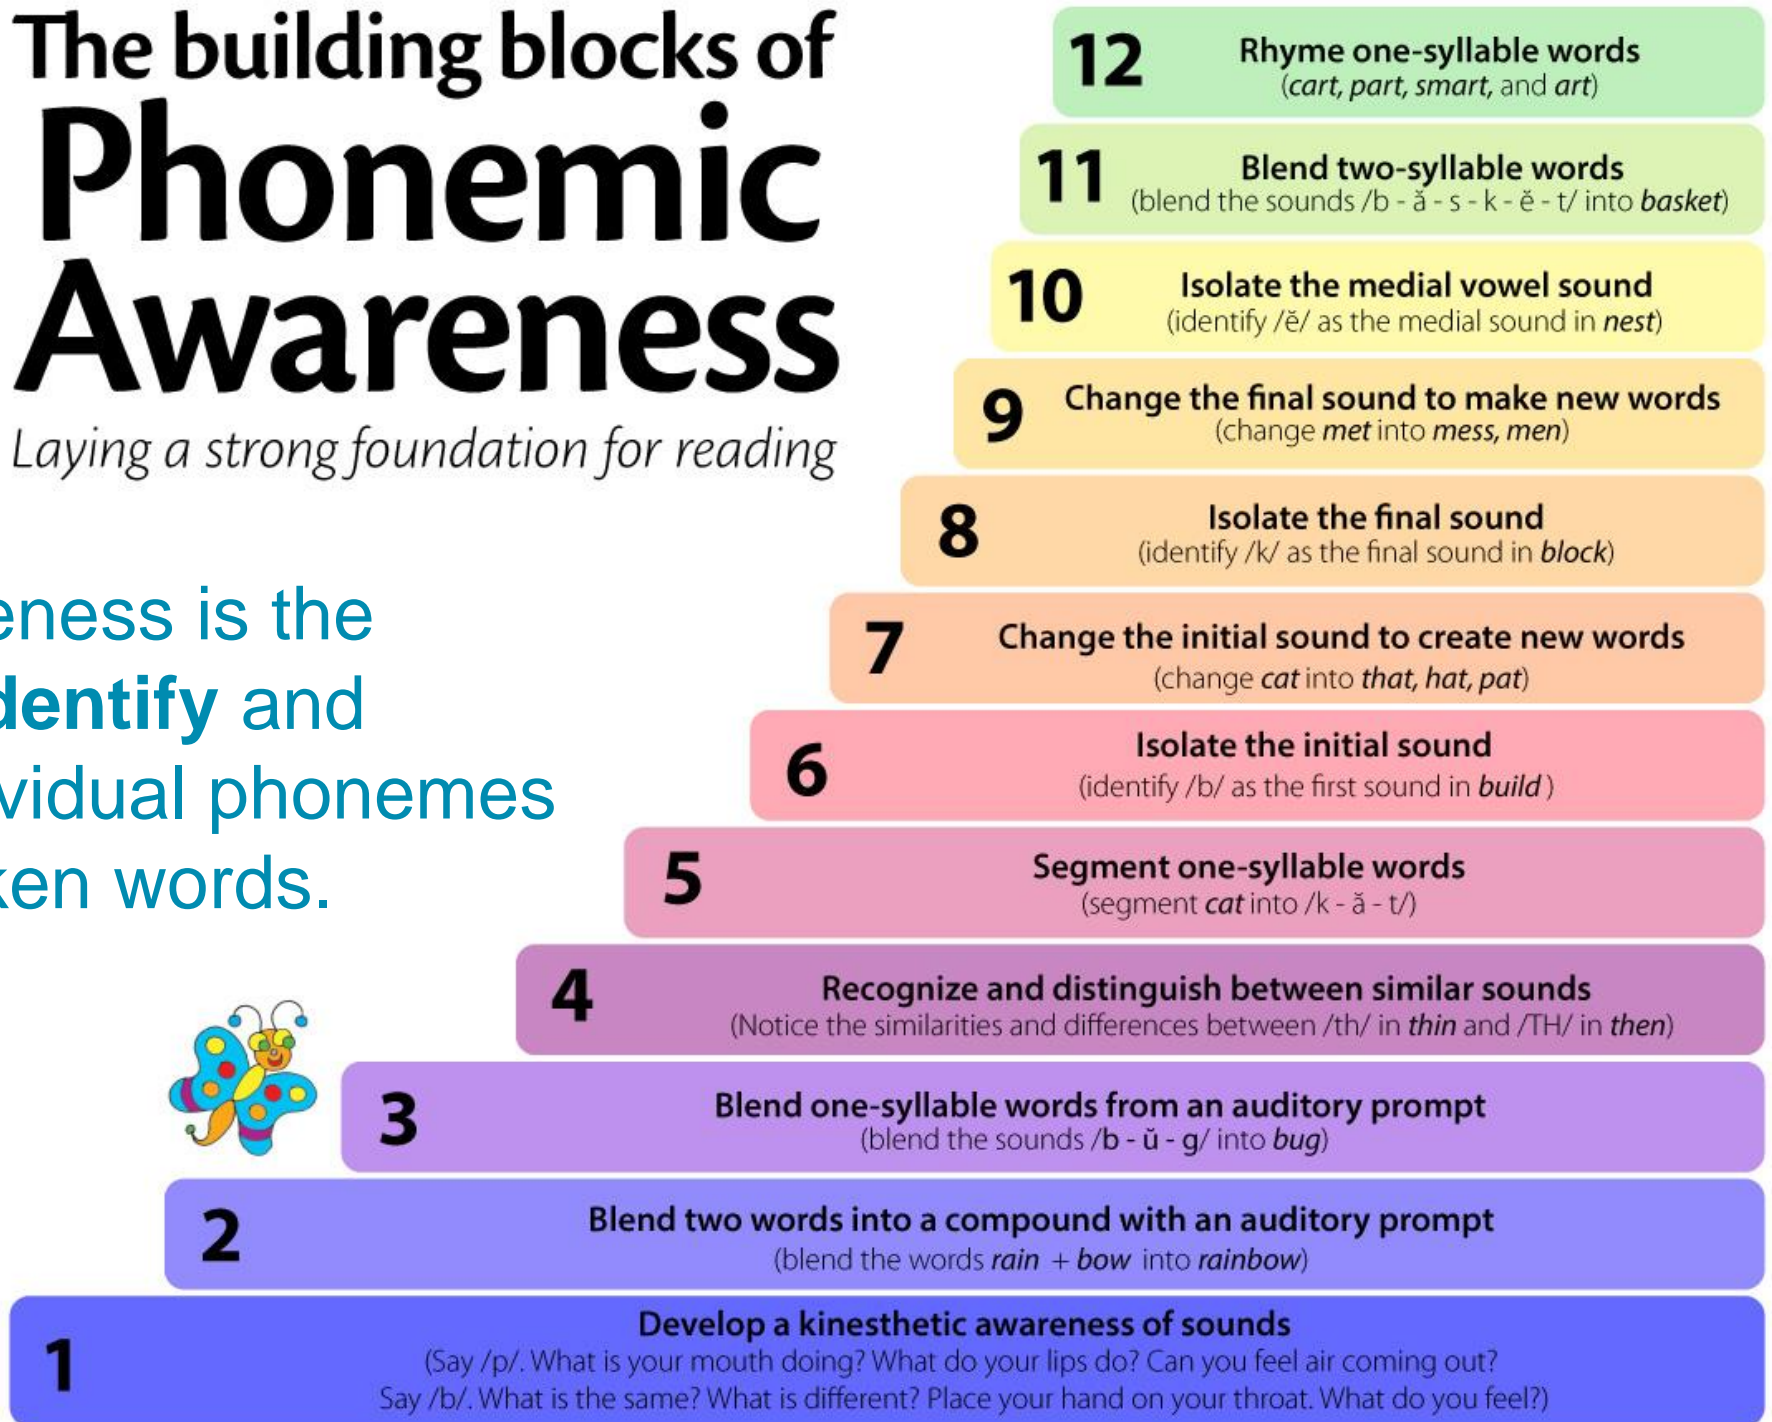 The building blocks of
Phonemic
Awareness
Laying a strong foundation for reading
eness is the
dentify and
vidual phonemes
ken words.
12 Rhyme one-syllable words
(cart, part, smart, and art)
11 Blend two-syllable words
(blend the sounds /b - ă - s - k - ĕ - t/ into basket)
10 Isolate the medial vowel sound
(identify /ĕ/ as the medial sound in nest)
9 Change the final sound to make new words
(change met into mess, men)
8 Isolate the final sound
(identify /k/ as the final sound in block)
7 Change the initial sound to create new words
(change cat into that, hat, pat)
6 Isolate the initial sound
(identify /b/ as the first sound in build )
5 Segment one-syllable words
(segment cat into /k - ă - t/)
4 Recognize and distinguish between similar sounds
(Notice the similarities and differences between /th/ in thin and /TH/ in then)
3 Blend one-syllable words from an auditory prompt
(blend the sounds /b - ŭ - g/ into bug)
2 Blend two words into a compound with an auditory prompt
(blend the words rain + bow into rainbow)
1 Develop a kinesthetic awareness of sounds
(Say /p/. What is your mouth doing? What do your lips do? Can you feel air coming out?
Say /b/. What is the same? What is different? Place your hand on your throat. What do you feel?)